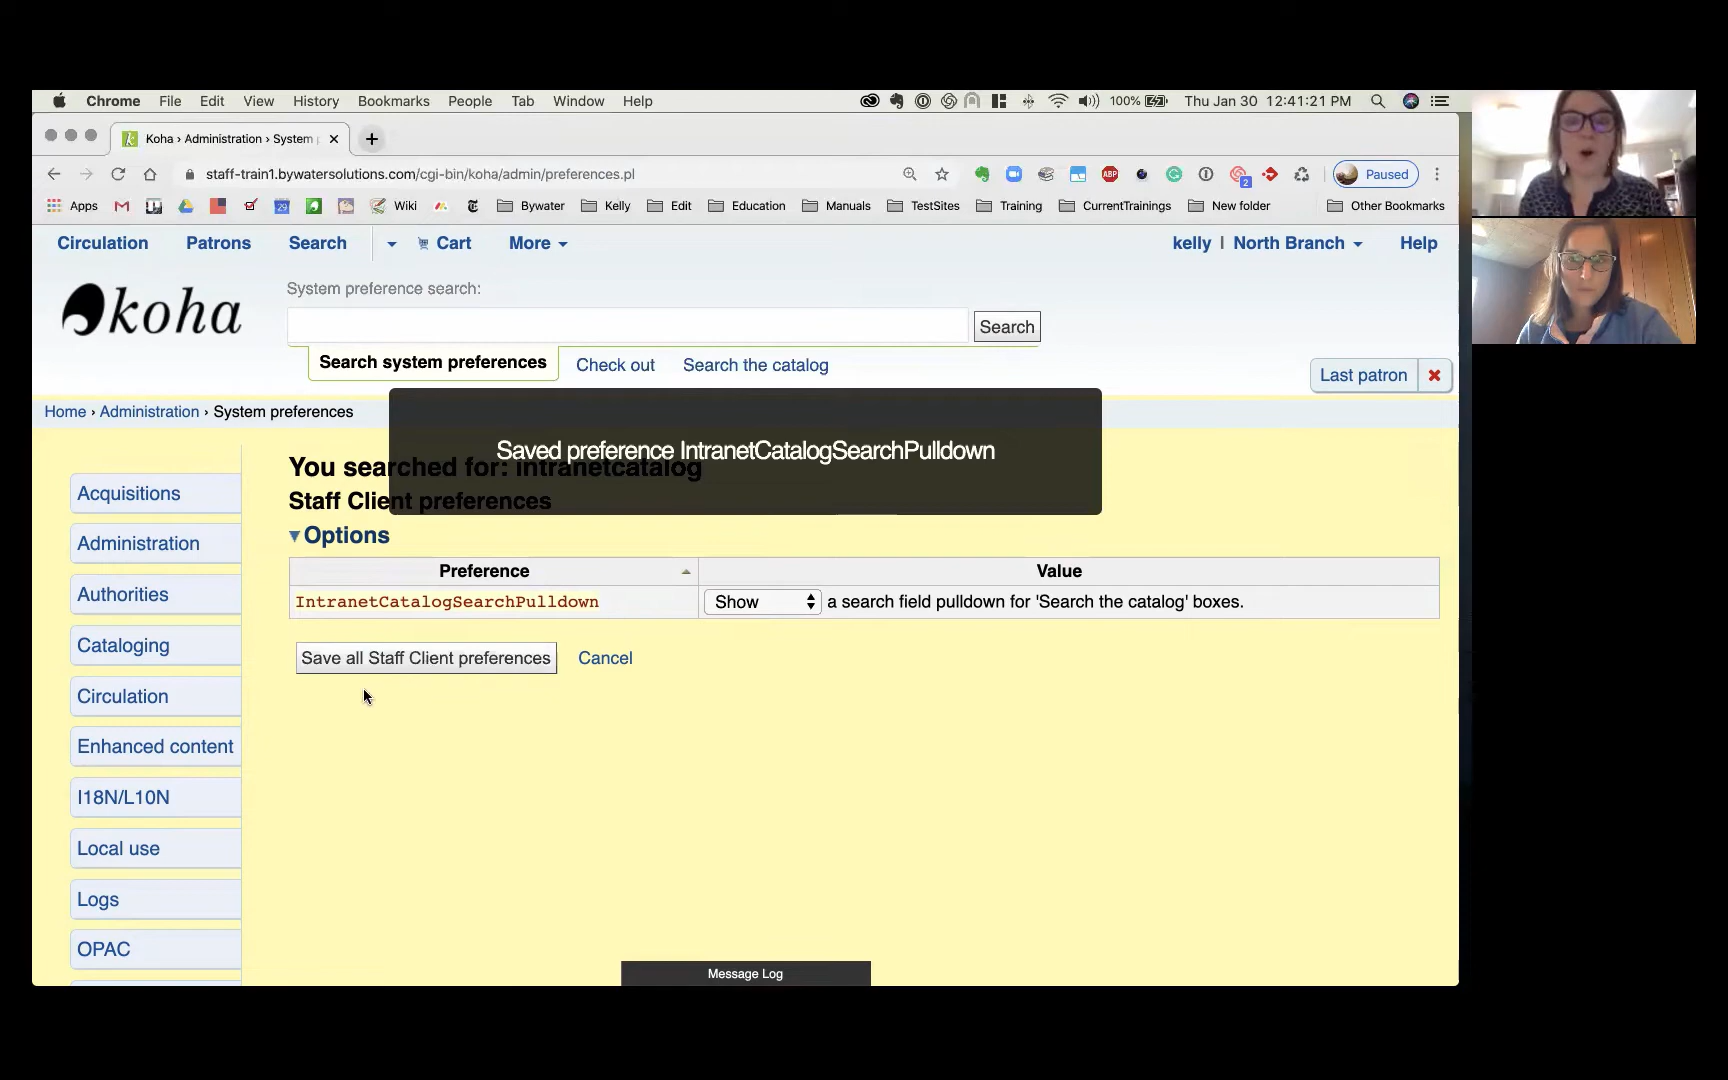 Chrome File Edit View History Bookmarks People Tab Window Help 100% Thu Jan 30 12:41:21 PM
Koha › Administration › System
staff-train1.bywatersolutions.com/cgi-bin/koha/admin/preferences.pl ABP 2 Paused
Apps 29 Wiki Bywater Kelly Edit Education Manuals TestSites Training CurrentTrainings New folder Other Bookmarks
Circulation Patrons Search Cart More kelly | North Branch Help
koha
System preference search:
Search
Search system preferences Check out Search the catalog
Last patron
Home › Administration › System preferences
Saved preference IntranetCatalogSearchPulldown
You searched for: intranetcatalog
Staff Client preferences
Options
Preference Value
IntranetCatalogSearchPulldown Show a search field pulldown for 'Search the catalog' boxes.
Save all Staff Client preferences Cancel
Acquisitions
Administration
Authorities
Cataloging
Circulation
Enhanced content
I18N/L10N
Local use
Logs
OPAC
Message Log